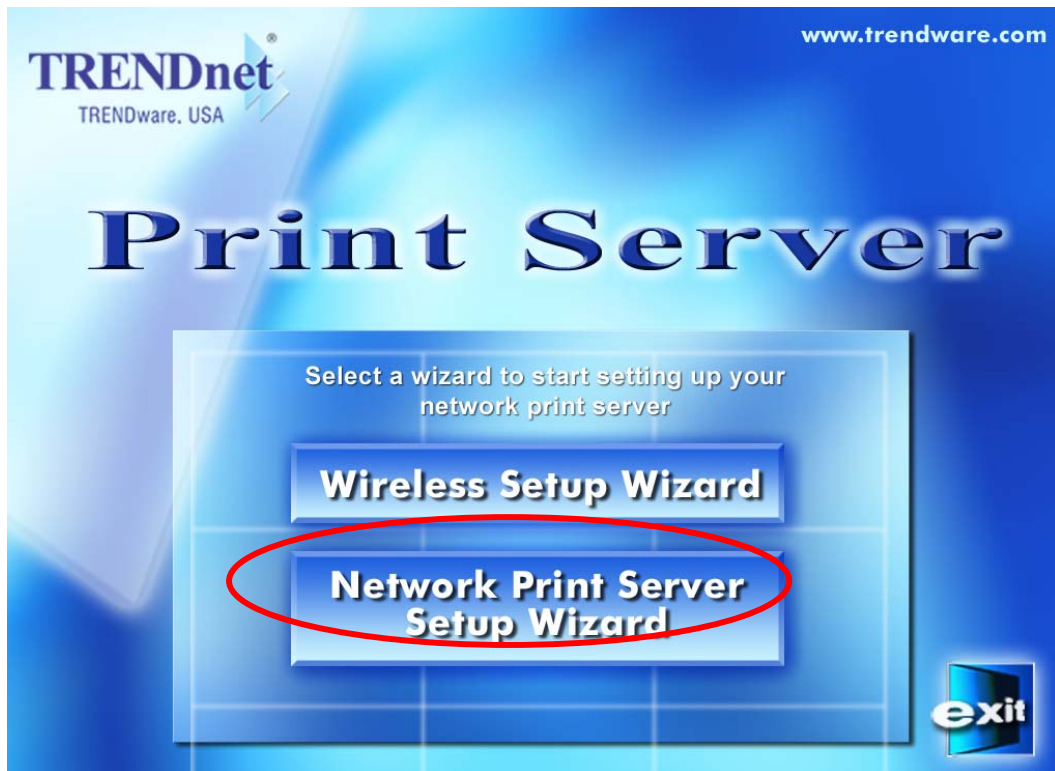 www.trendware.com
TRENDnet®
TRENDware, USA
Print Server
Select a wizard to start setting up your
network print server
Wireless Setup Wizard
Network Print Server
Setup Wizard
exit